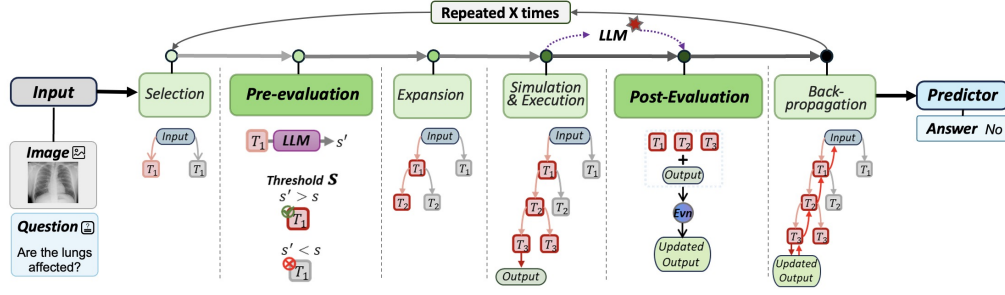 Repeated X times
LLM
Input
Selection
Pre-evaluation
Expansion
Simulation
& Execution
Post-Evaluation
Back-
propagation
Predictor
Answer No
Image
Question
Are the lungs
affected?
Input
T₁
T₁
T₁
LLM
s′
Threshold S
s′ > s
T₁
s′ < s
T₁
Input
T₁
T₁
T₂
T₂
Input
T₁
T₁
T₂
T₂
T₃
T₃
Output
T₁ T₂ T₃
+
Output
Evn
Updated
Output
Input
T₁
T₁
T₂
T₂
T₃
T₃
Updated
Output